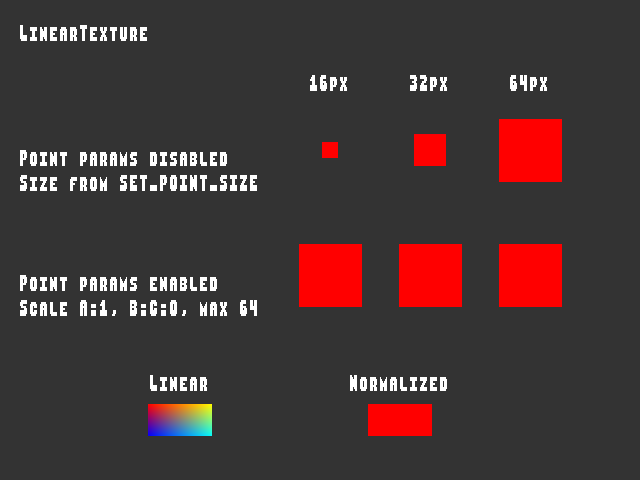 LinearTexture
16px 32px 64px
Point params disabled
Size from SET_POINT_SIZE
Point params enabled
Scale A:1, B:C:0, max 64
Linear Normalized